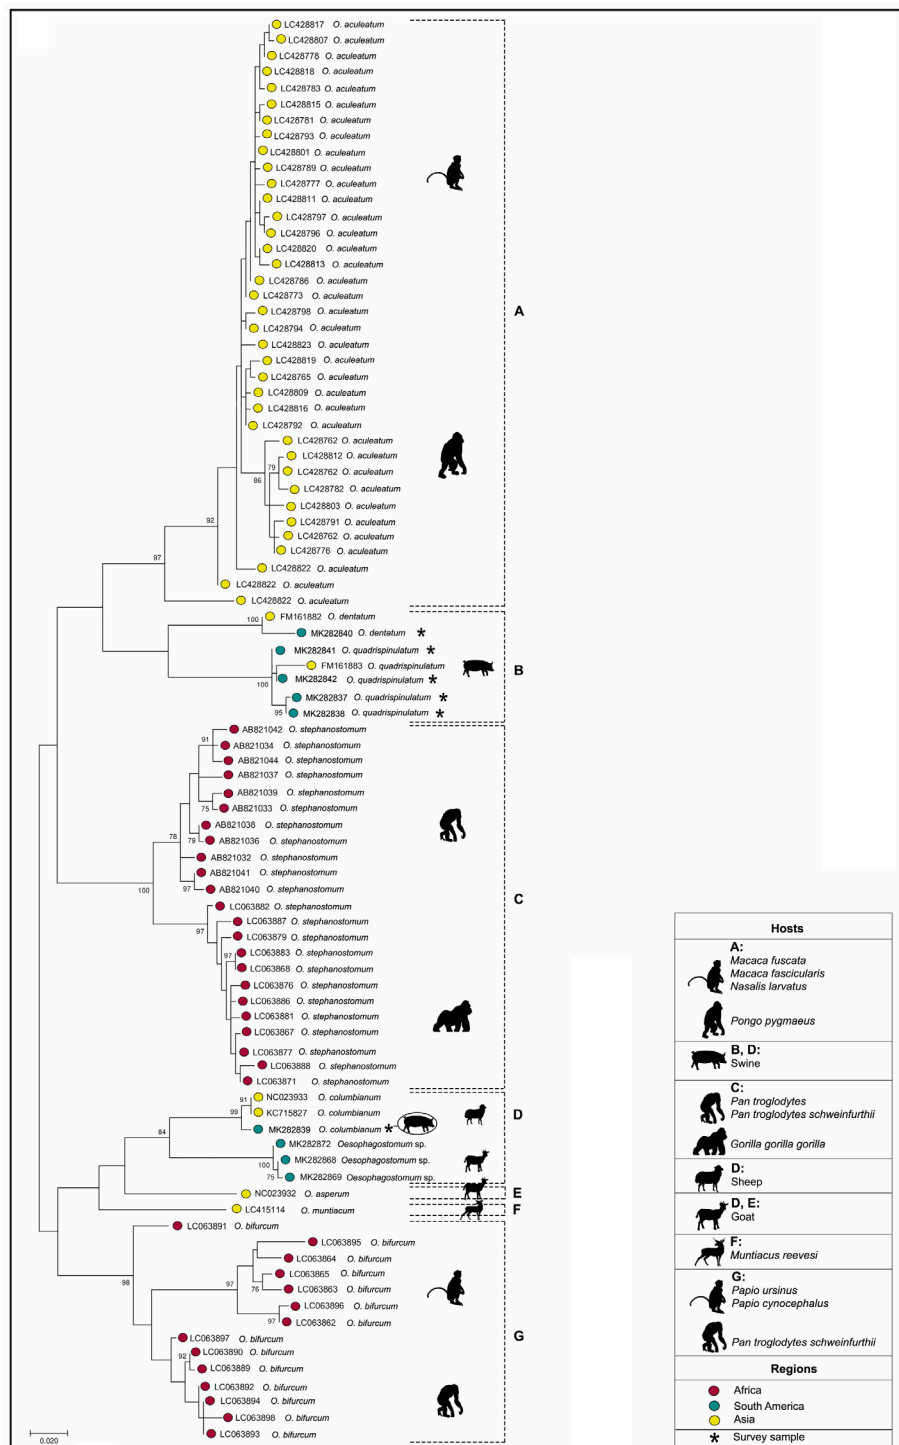 LC428817 O. aculeatum
LC428807 O. aculeatum
LC428778 O. aculeatum
LC428818 O. aculeatum
LC428783 O. aculeatum
LC428815 O. aculeatum
LC428781 O. aculeatum
LC428793 O. aculeatum
LC428801 O. aculeatum
LC428789 O. aculeatum
LC428777 O. aculeatum
LC428811 O. aculeatum
LC428797 O. aculeatum
LC428796 O. aculeatum
LC428820 O. aculeatum
LC428813 O. aculeatum
LC428786 O. aculeatum
LC428773 O. aculeatum
LC428798 O. aculeatum
A
LC428794 O. aculeatum
LC428823 O. aculeatum
LC428819 O. aculeatum
LC428765 O. aculeatum
LC428809 O. aculeatum
LC428816 O. aculeatum
LC428792 O. aculeatum
LC428762 O. aculeatum
LC428812 O. aculeatum
79
LC428762 O. aculeatum
86
LC428782 O. aculeatum
LC428803 O. aculeatum
92
LC428791 O. aculeatum
LC428762 O. aculeatum
LC428776 O. aculeatum
97
LC428822 O. aculeatum
LC428822 O. aculeatum
LC428822 O. aculeatum
100
FM161882 O. dentatum
MK282840 O. dentatum *
MK282841 O. quadrispinulatum *
FM161883 O. quadrispinulatum
B
100
MK282842 O. quadrispinulatum *
MK282837 O. quadrispinulatum *
95
MK282838 O. quadrispinulatum *
AB821042 O. stephanostomum
91
AB821034 O. stephanostomum
AB821044 O. stephanostomum
AB821037 O. stephanostomum
AB821039 O. stephanostomum
75
AB821033 O. stephanostomum
AB821038 O. stephanostomum
78
79
AB821036 O. stephanostomum
AB821032 O. stephanostomum
AB821041 O. stephanostomum
100
97
AB821040 O. stephanostomum
C
LC063882 O. stephanostomum
LC063887 O. stephanostomum
97
LC063879 O. stephanostomum
97
LC063883 O. stephanostomum
LC063868 O. stephanostomum
LC063876 O. stephanostomum
LC063886 O. stephanostomum
LC063881 O. stephanostomum
LC063867 O. stephanostomum
LC063877 O. stephanostomum
LC063888 O. stephanostomum
LC063871 O. stephanostomum
91
NC023933 O. columbianum
99
KC715827 O. columbianum
D
MK282839 O. columbianum *
84
MK282872 Oesophagostomum sp.
100
MK282868 Oesophagostomum sp.
75
MK282869 Oesophagostomum sp.
NC023932 O. asperum
E
LC415114 O. muntiacum
F
LC063891 O. bifurcum
LC063895 O. bifurcum
LC063864 O. bifurcum
98
97
LC063865 O. bifurcum
76
LC063863 O. bifurcum
LC063896 O. bifurcum
97
LC063862 O. bifurcum
G
LC063897 O. bifurcum
LC063890 O. bifurcum
92
LC063889 O. bifurcum
LC063892 O. bifurcum
LC063894 O. bifurcum
LC063898 O. bifurcum
LC063893 O. bifurcum
0.020
Hosts
A:
Macaca fuscata
Macaca fascicularis
Nasalis larvatus
Pongo pygmaeus
B, D:
Swine
C:
Pan troglodytes
Pan troglodytes schweinfurthii
Gorilla gorilla gorilla
D:
Sheep
D, E:
Goat
F:
Muntiacus reevesi
G:
Papio ursinus
Papio cynocephalus
Pan troglodytes schweinfurthii
Regions
Africa
South America
Asia
* Survey sample